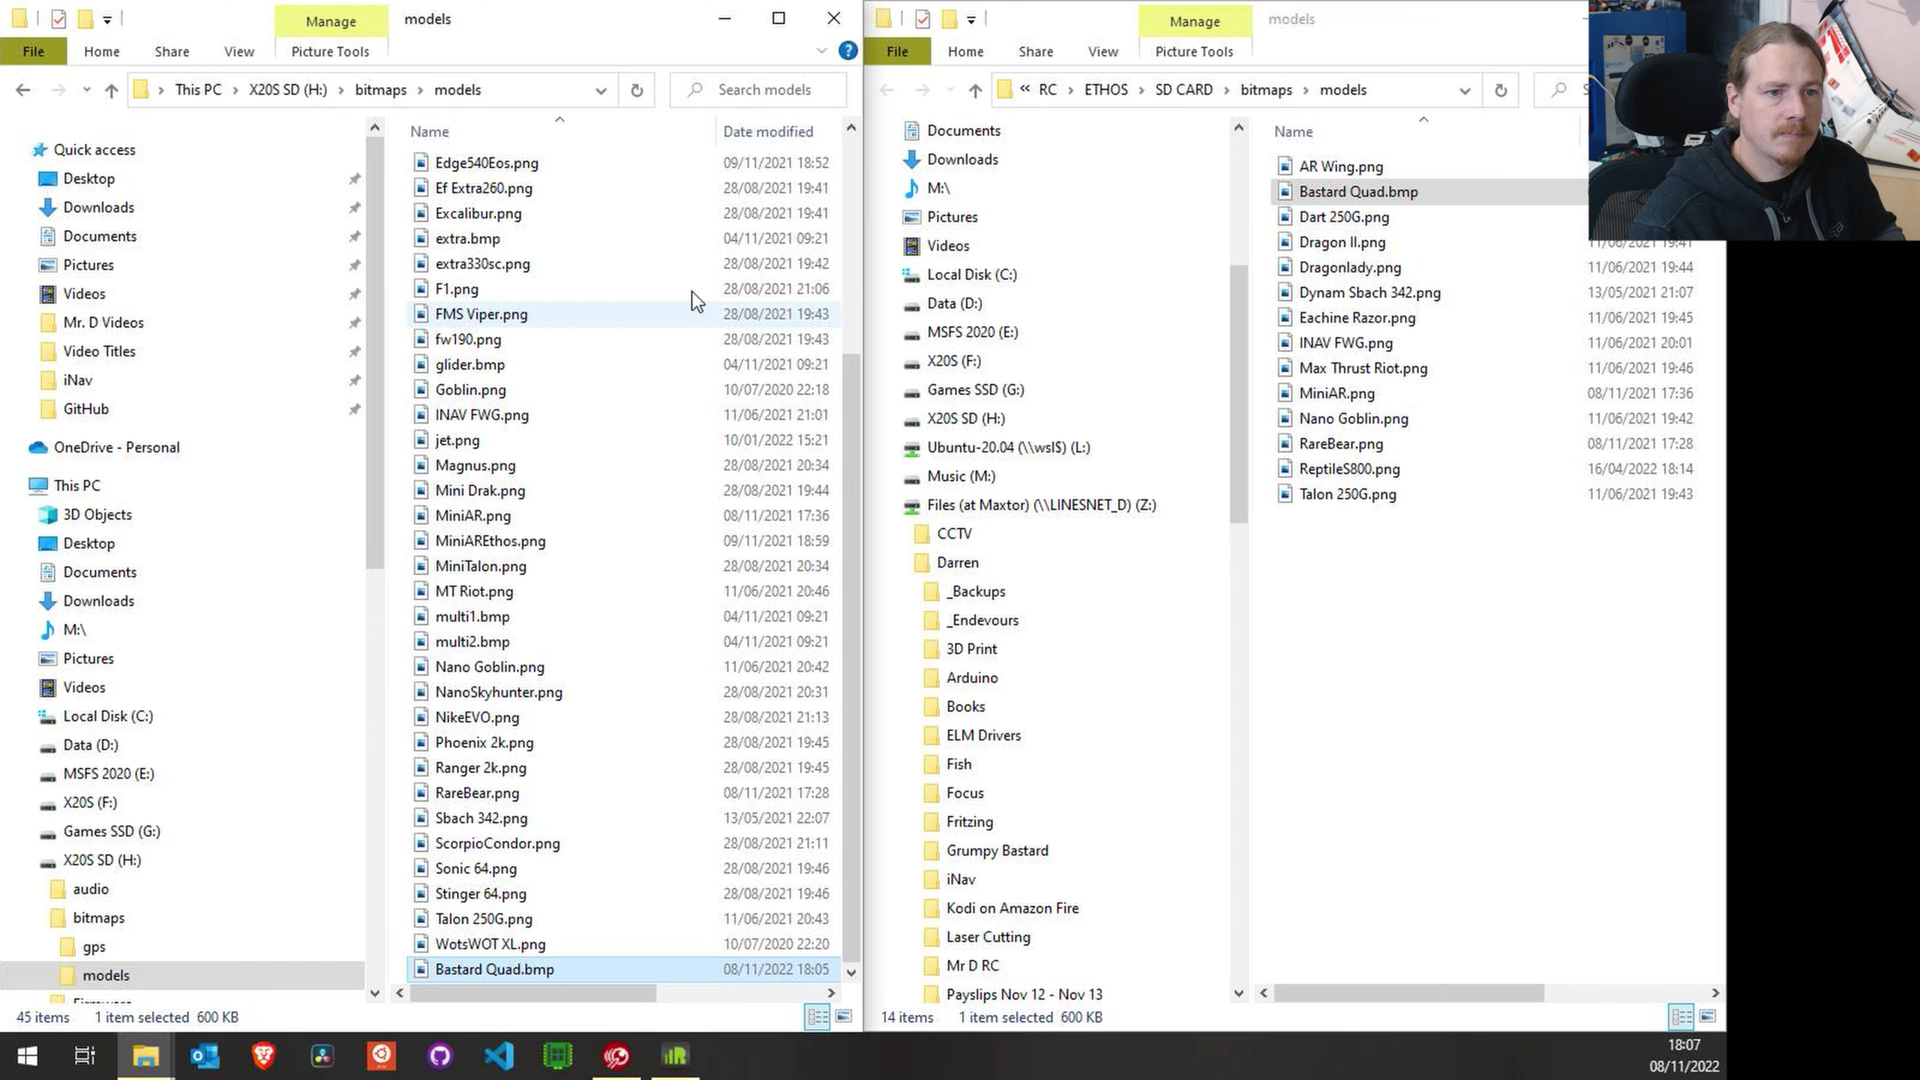 Manage
models
File
Home
Share
View
Picture Tools
This PC
X20S SD (H:)
bitmaps
models
Search models
Name
Date modified
Quick access
Desktop
Downloads
Documents
Pictures
Videos
Mr. D Videos
Video Titles
iNav
GitHub
OneDrive - Personal
This PC
3D Objects
Desktop
Documents
Downloads
M:\
Pictures
Videos
Local Disk (C:)
Data (D:)
MSFS 2020 (E:)
X20S (F:)
Games SSD (G:)
X20S SD (H:)
audio
bitmaps
gps
models
Edge540Eos.png 09/11/2021 18:52
Ef Extra260.png 28/08/2021 19:41
Excalibur.png 28/08/2021 19:41
extra.bmp 04/11/2021 09:21
extra330sc.png 28/08/2021 19:42
F1.png 28/08/2021 21:06
FMS Viper.png 28/08/2021 19:43
fw190.png 28/08/2021 19:43
glider.bmp 04/11/2021 09:21
Goblin.png 10/07/2020 22:18
INAV FWG.png 11/06/2021 21:01
jet.png 10/01/2022 15:21
Magnus.png 28/08/2021 20:34
Mini Drak.png 28/08/2021 19:44
MiniAR.png 08/11/2021 17:36
MiniAREthos.png 09/11/2021 18:59
MiniTalon.png 28/08/2021 20:34
MT Riot.png 11/06/2021 20:46
multi1.bmp 04/11/2021 09:21
multi2.bmp 04/11/2021 09:21
Nano Goblin.png 11/06/2021 20:42
NanoSkyhunter.png 28/08/2021 20:31
NikeEVO.png 28/08/2021 21:13
Phoenix 2k.png 28/08/2021 19:45
Ranger 2k.png 28/08/2021 19:45
RareBear.png 08/11/2021 17:28
Sbach 342.png 13/05/2021 22:07
ScorpioCondor.png 28/08/2021 21:11
Sonic 64.png 28/08/2021 19:46
Stinger 64.png 28/08/2021 19:46
Talon 250G.png 11/06/2021 20:43
WotsWOT XL.png 10/07/2020 22:20
Bastard Quad.bmp 08/11/2022 18:05
45 items 1 item selected 600 KB
Manage
models
File
Home
Share
View
Picture Tools
RC
ETHOS
SD CARD
bitmaps
models
Name
Documents
Downloads
M:\
Pictures
Videos
Local Disk (C:)
Data (D:)
MSFS 2020 (E:)
X20S (F:)
Games SSD (G:)
X20S SD (H:)
Ubuntu-20.04 (\\wsl$) (L:)
Music (M:)
Files (at Maxtor) (\\LINESNET_D) (Z:)
CCTV
Darren
_Backups
_Endevours
3D Print
Arduino
Books
ELM Drivers
Fish
Focus
Fritzing
Grumpy Bastard
iNav
Kodi on Amazon Fire
Laser Cutting
Mr D RC
Payslips Nov 12 - Nov 13
AR Wing.png
Bastard Quad.bmp
Dart 250G.png
Dragon II.png 11/06/2021 19:41
Dragonlady.png 11/06/2021 19:44
Dynam Sbach 342.png 13/05/2021 21:07
Eachine Razor.png 11/06/2021 19:45
INAV FWG.png 11/06/2021 20:01
Max Thrust Riot.png 11/06/2021 19:46
MiniAR.png 08/11/2021 17:36
Nano Goblin.png 11/06/2021 19:42
RareBear.png 08/11/2021 17:28
ReptileS800.png 16/04/2022 18:14
Talon 250G.png 11/06/2021 19:43
14 items 1 item selected 600 KB
18:07
08/11/2022